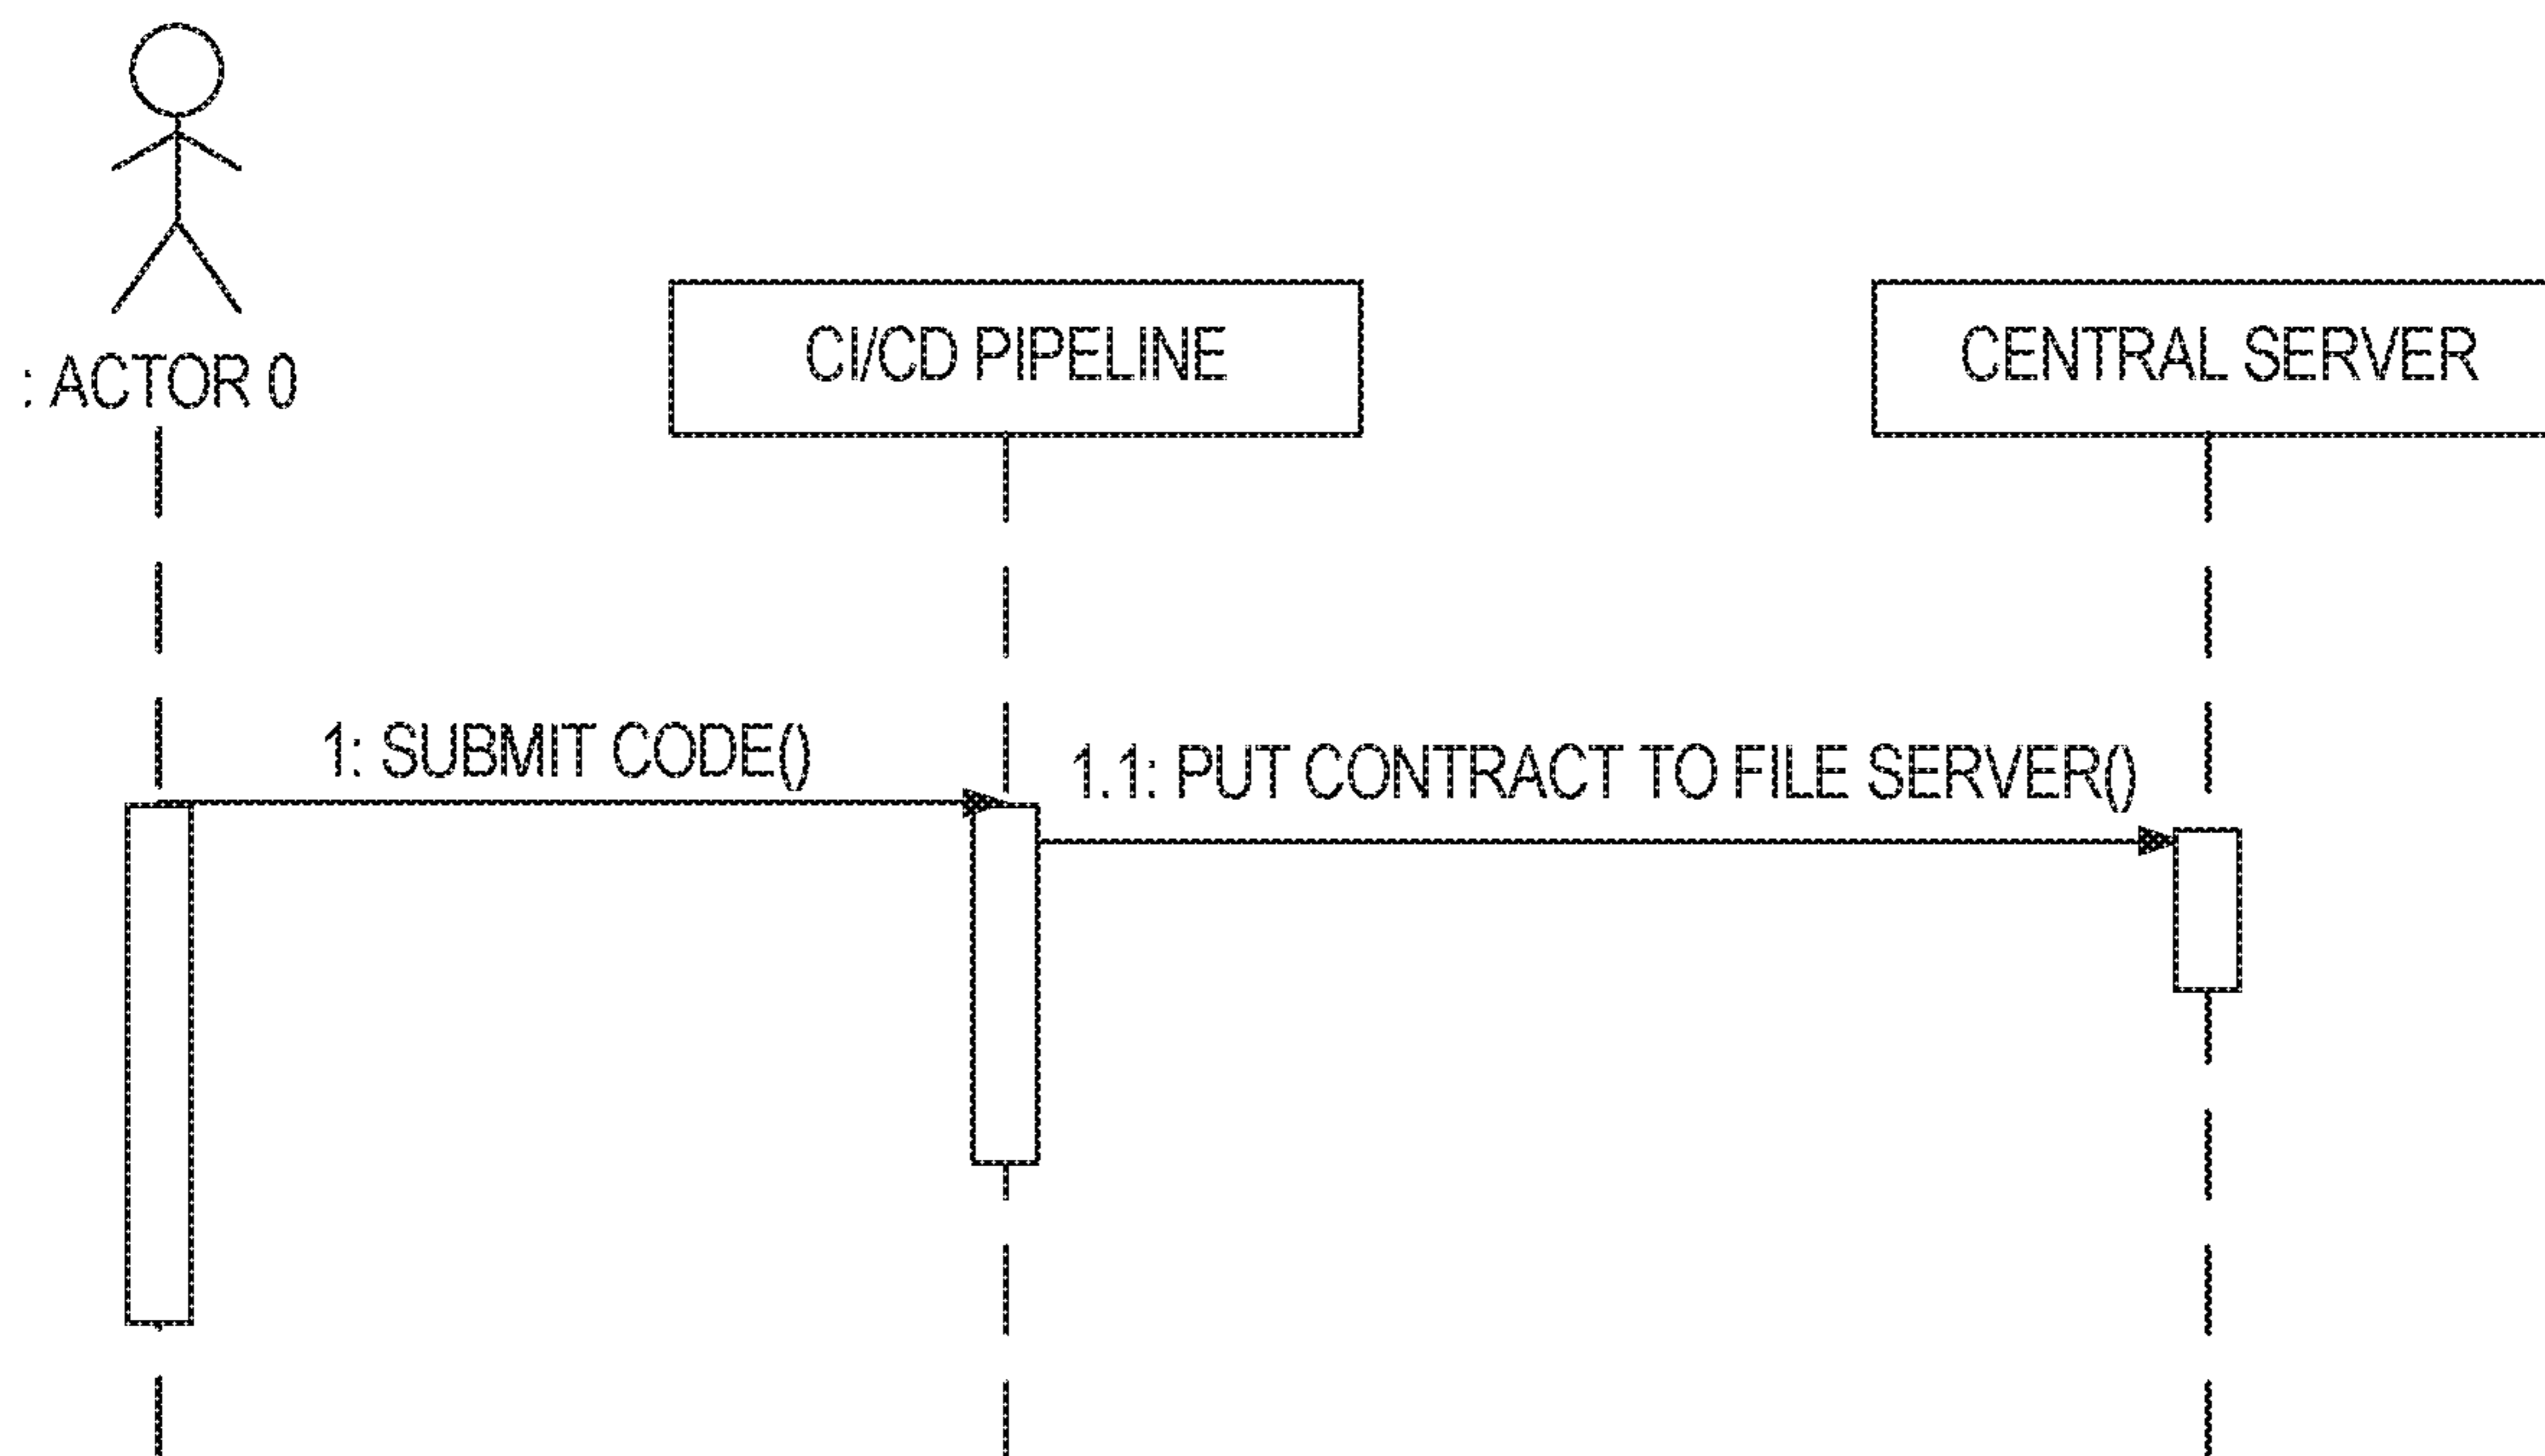 : ACTOR 0
CI/CD PIPELINE
CENTRAL SERVER
1: SUBMIT CODE()
1.1: PUT CONTRACT TO FILE SERVER()